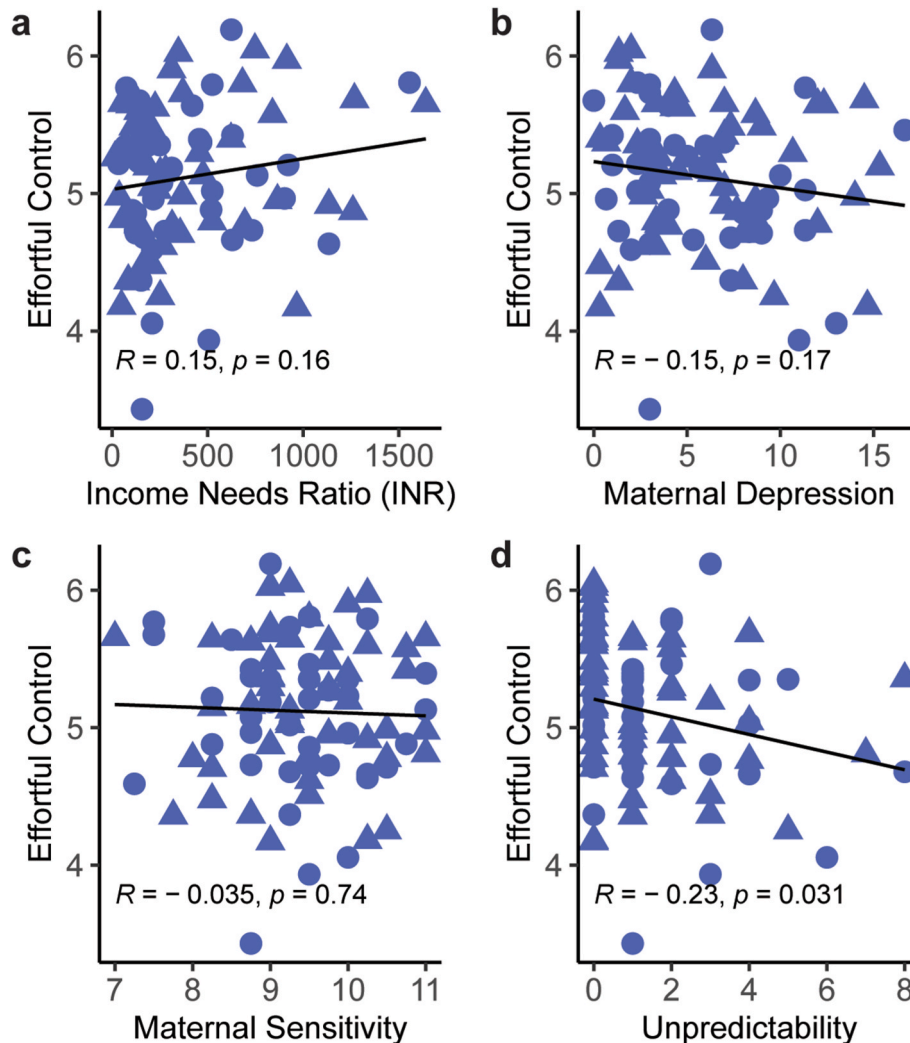 a
Effortful Control
6
5
4
R = 0.15, p = 0.16
0 500 1000 1500
Income Needs Ratio (INR)
b
Effortful Control
6
5
4
R = − 0.15, p = 0.17
0 5 10 15
Maternal Depression
c
Effortful Control
6
5
4
R = − 0.035, p = 0.74
7 8 9 10 11
Maternal Sensitivity
d
Effortful Control
6
5
4
R = −0.23, p = 0.031
0 2 4 6 8
Unpredictability